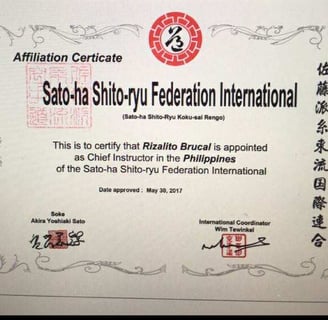 Affiliation Certicate
Sato-ha Shito-ryu Federation International
(Sato-ha Shito-Ryu Koku-sai Rengo)
This is to certify that Rizalito Brucal is appointed
as Chief Instructor in the Philippines
of the Sato-ha Shito-ryu Federation International
Date approved : May 30, 2017
Soke
Akira Yoshiaki Sato
International Coordinator
Wim Tewinkel
佐藤派糸東流国際連合